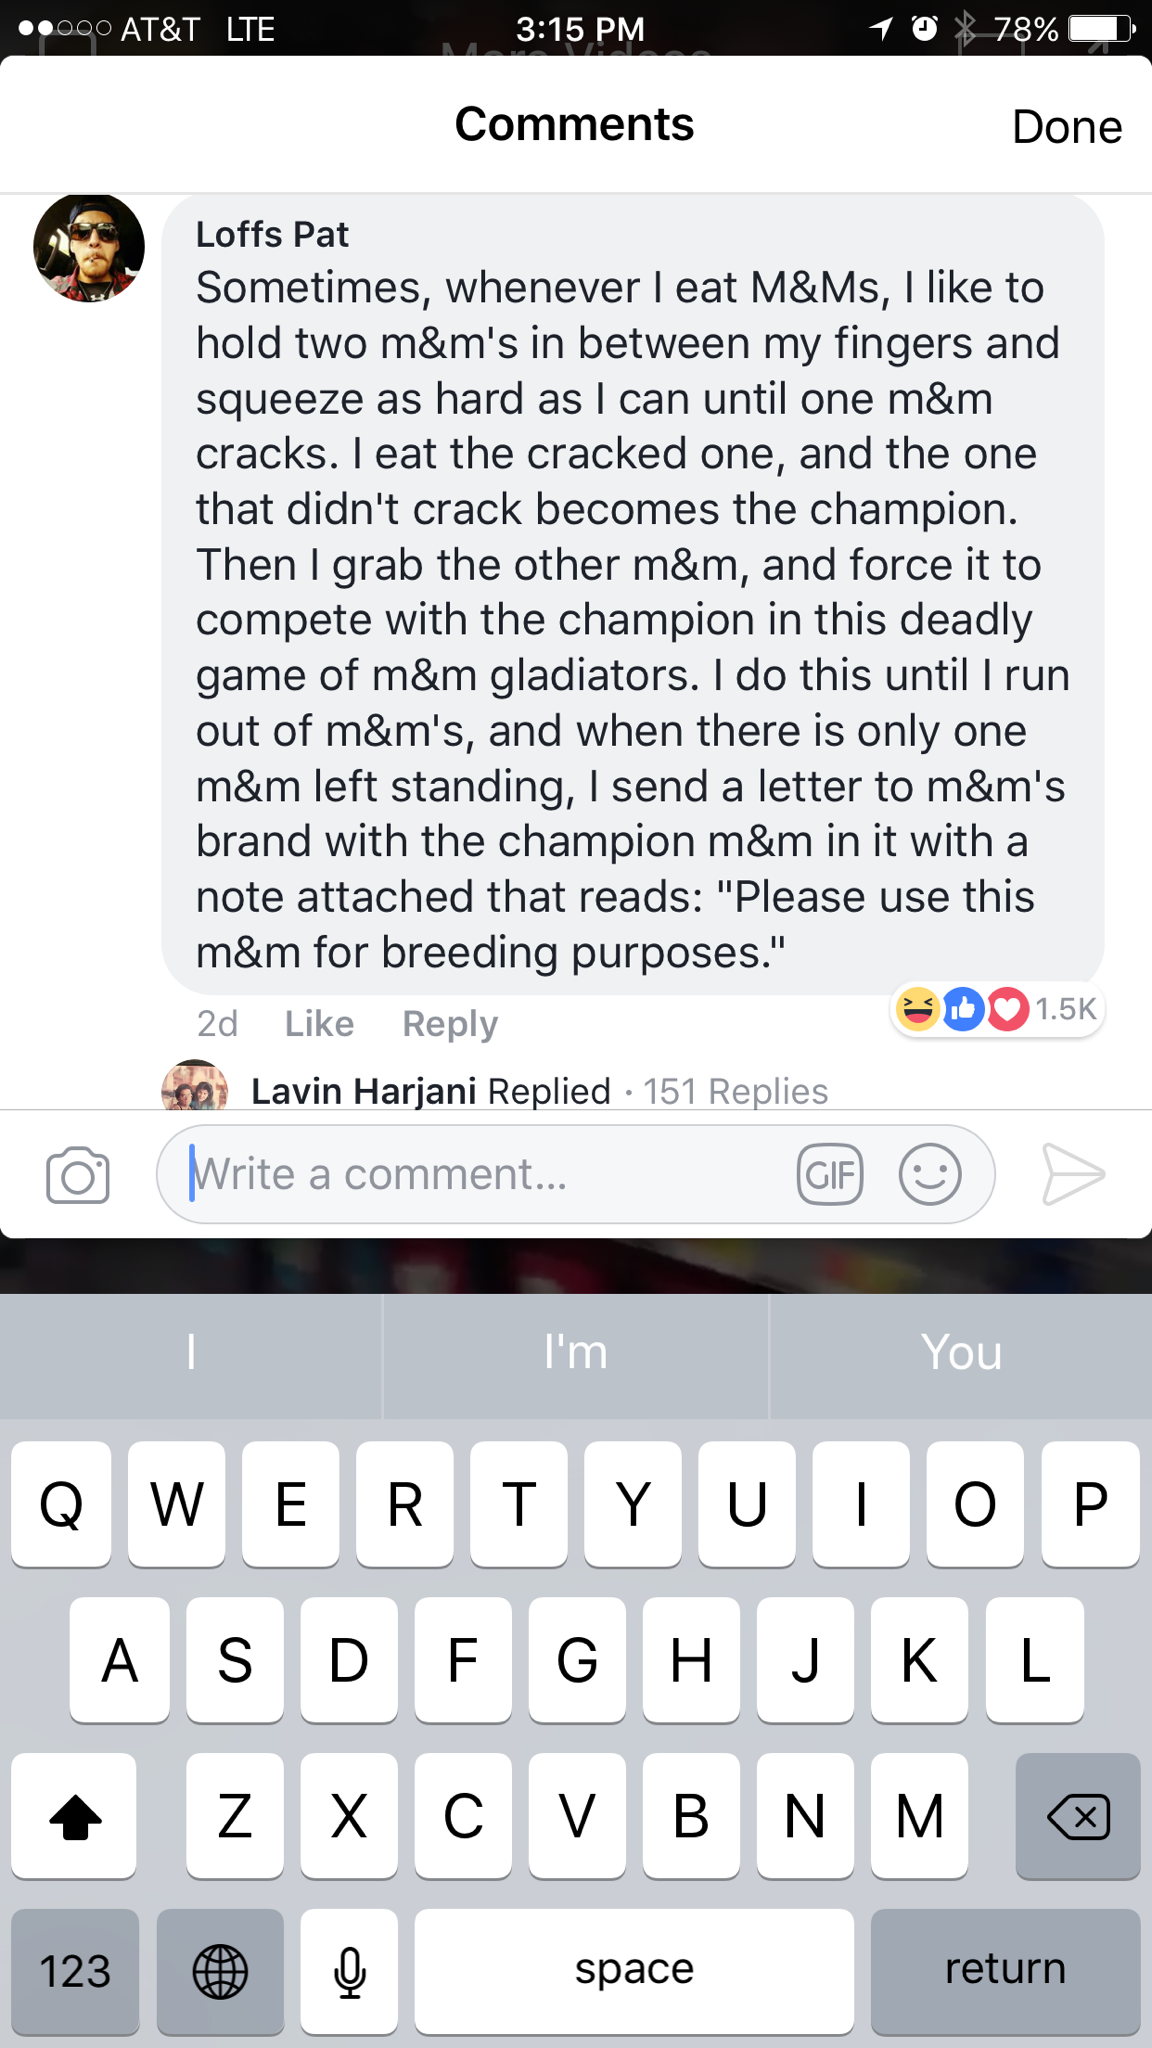 AT&T LTE 3:15 PM 78%
More Videos
Comments Done
Loffs Pat
Sometimes, whenever I eat M&Ms, I like to
hold two m&m's in between my fingers and
squeeze as hard as I can until one m&m
cracks. I eat the cracked one, and the one
that didn't crack becomes the champion.
Then I grab the other m&m, and force it to
compete with the champion in this deadly
game of m&m gladiators. I do this until I run
out of m&m's, and when there is only one
m&m left standing, I send a letter to m&m's
brand with the champion m&m in it with a
note attached that reads: "Please use this
m&m for breeding purposes."
2d Like Reply 1.5K
Lavin Harjani Replied · 151 Replies
Write a comment... GIF
I I'm You
Q W E R T Y U I O P
A S D F G H J K L
Z X C V B N M
123 space return